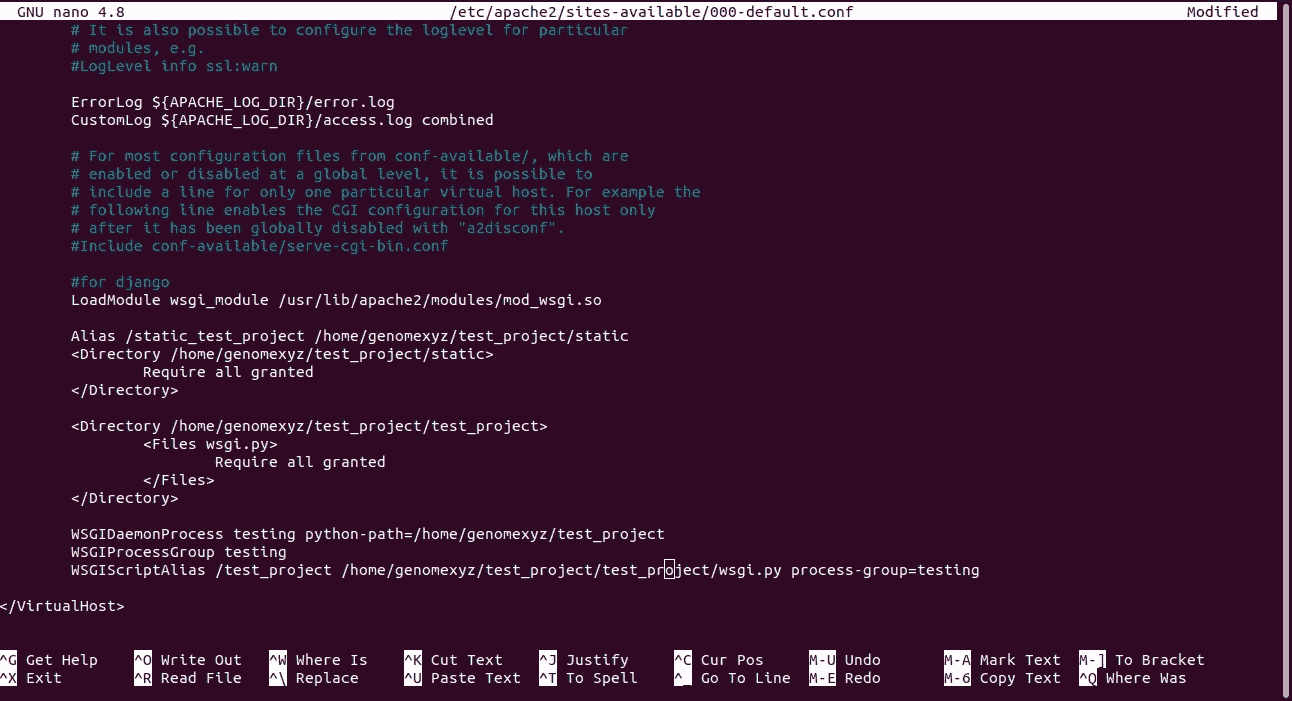 GNU nano 4.8 /etc/apache2/sites-available/000-default.conf Modified
# It is also possible to configure the loglevel for particular
# modules, e.g.
#LogLevel info ssl:warn
ErrorLog ${APACHE_LOG_DIR}/error.log
CustomLog ${APACHE_LOG_DIR}/access.log combined
# For most configuration files from conf-available/, which are
# enabled or disabled at a global level, it is possible to
# include a line for only one particular virtual host. For example the
# following line enables the CGI configuration for this host only
# after it has been globally disabled with "a2disconf".
#Include conf-available/serve-cgi-bin.conf
#for django
LoadModule wsgi_module /usr/lib/apache2/modules/mod_wsgi.so
Alias /static_test_project /home/genomexyz/test_project/static
<Directory /home/genomexyz/test_project/static>
Require all granted
</Directory>
<Directory /home/genomexyz/test_project/test_project>
<Files wsgi.py>
Require all granted
</Files>
</Directory>
WSGIDaemonProcess testing python-path=/home/genomexyz/test_project
WSGIProcessGroup testing
WSGIScriptAlias /test_project /home/genomexyz/test_project/test_project/wsgi.py process-group=testing
</VirtualHost>
^G Get Help ^O Write Out ^W Where Is ^K Cut Text ^J Justify ^C Cur Pos M-U Undo M-A Mark Text M-] To Bracket
^X Exit ^R Read File ^\ Replace ^U Paste Text ^T To Spell ^_ Go To Line M-E Redo M-6 Copy Text ^Q Where Was